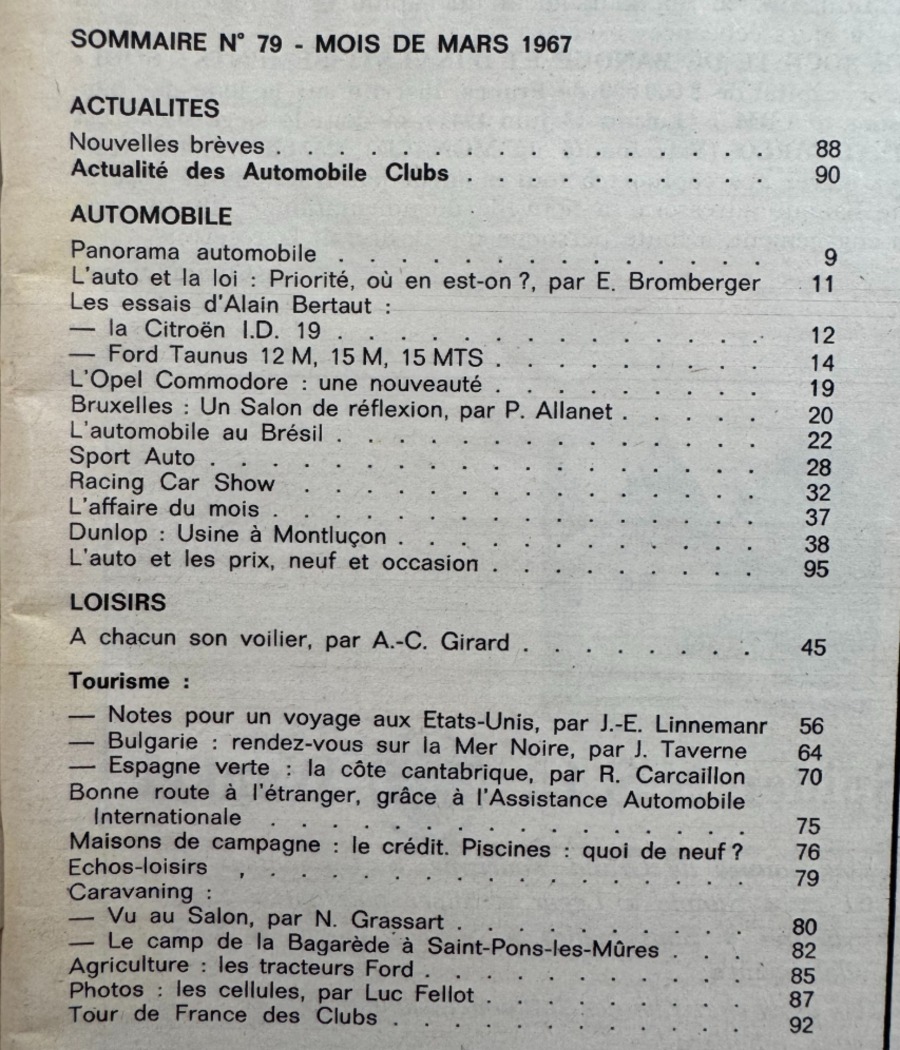 SOMMAIRE N° 79 - MOIS DE MARS 1967
ACTUALITES
Nouvelles brèves . . . . . . . . . . . . . . 88
Actualité des Automobile Clubs . . . . . . . . . 90
AUTOMOBILE
Panorama automobile . . . . . . . . . . . . . 9
L'auto et la loi : Priorité, où en est-on ?, par E. Bromberger 11
Les essais d'Alain Bertaut :
— la Citroën I.D. 19 . . . . . . . . . . . . . 12
— Ford Taunus 12 M, 15 M, 15 MTS . . . . . . . . 14
L'Opel Commodore : une nouveauté . . . . . . . . 19
Bruxelles : Un Salon de réflexion, par P. Allanet . . . . . 20
L'automobile au Brésil . . . . . . . . . . . . . 22
Sport Auto . . . . . . . . . . . . . . . . 28
Racing Car Show . . . . . . . . . . . . . . 32
L'affaire du mois . . . . . . . . . . . . . . 37
Dunlop : Usine à Montluçon . . . . . . . . . . . 38
L'auto et les prix, neuf et occasion . . . . . . . . 95
LOISIRS
A chacun son voilier, par A.-C. Girard . . . . . . . . 45
Tourisme :
— Notes pour un voyage aux Etats-Unis, par J.-E. Linnemanr 56
— Bulgarie : rendez-vous sur la Mer Noire, par J. Taverne 64
— Espagne verte : la côte cantabrique, par R. Carcaillon 70
Bonne route à l'étranger, grâce à l'Assistance Automobile
Internationale . . . . . . . . . . . . . . 75
Maisons de campagne : le crédit. Piscines : quoi de neuf ? 76
Echos-loisirs , . . . . . . . . . . . . . . 79
Caravaning :
— Vu au Salon, par N. Grassart . . . . . . . . . 80
— Le camp de la Bagarède à Saint-Pons-les-Mûres . . . 82
Agriculture : les tracteurs Ford . . . . . . . . . . 85
Photos : les cellules, par Luc Fellot . . . . . . . . 87
Tour de France des Clubs . . . . . . . . . . . 92